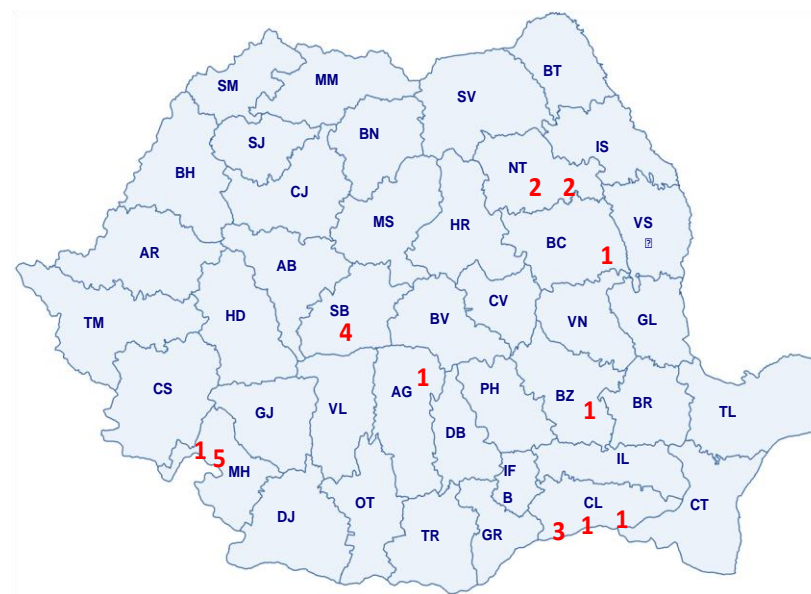 BT
SM
MM
SV
SJ
BN
IS
NT
BH
CJ
2 2
MS
HR
VS
BC
1
AR
AB
SB
CV
TM
HD
4
BV
VN
GL
CS
AG
1
PH
BZ
BR
TL
GJ
VL
1
DB
1
5
MH
IF
IL
B
CL
CT
DJ
OT
TR
GR
3
1
1